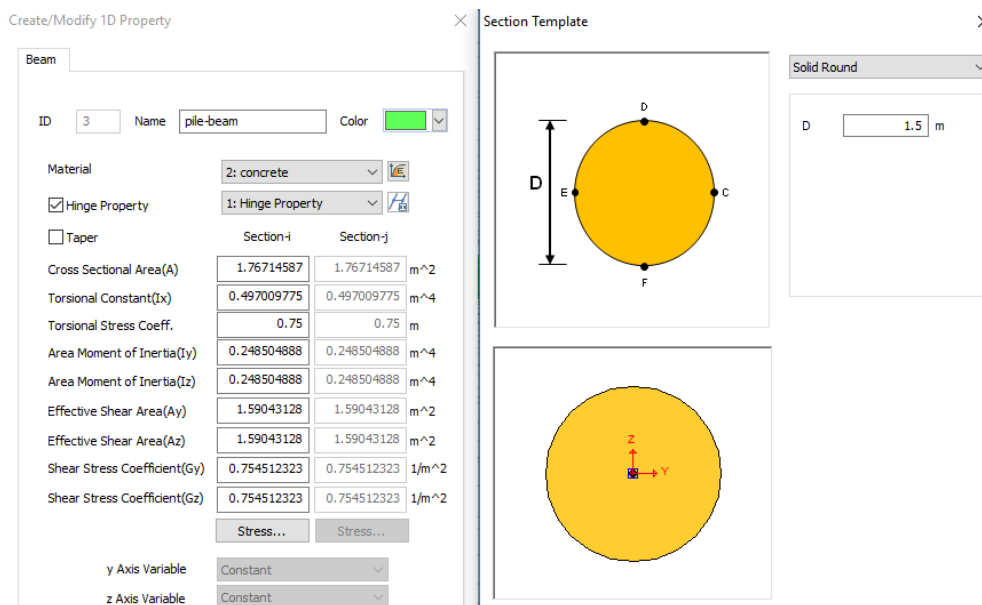 Create/Modify 1D Property
Beam
ID 3 Name pile-beam Color
Material 2: concrete
Hinge Property 1: Hinge Property
Taper Section-i Section-j
Cross Sectional Area(A) 1.76714587 1.76714587 m^2
Torsional Constant(Ix) 0.497009775 0.497009775 m^4
Torsional Stress Coeff. 0.75 0.75 m
Area Moment of Inertia(Iy) 0.248504888 0.248504888 m^4
Area Moment of Inertia(Iz) 0.248504888 0.248504888 m^4
Effective Shear Area(Ay) 1.59043128 1.59043128 m^2
Effective Shear Area(Az) 1.59043128 1.59043128 m^2
Shear Stress Coefficient(Gy) 0.754512323 0.754512323 1/m^2
Shear Stress Coefficient(Gz) 0.754512323 0.754512323 1/m^2
Stress... Stress...
y Axis Variable Constant
z Axis Variable Constant
Section Template
Solid Round
D 1.5 m
D
D
E
C
F
Z
Y